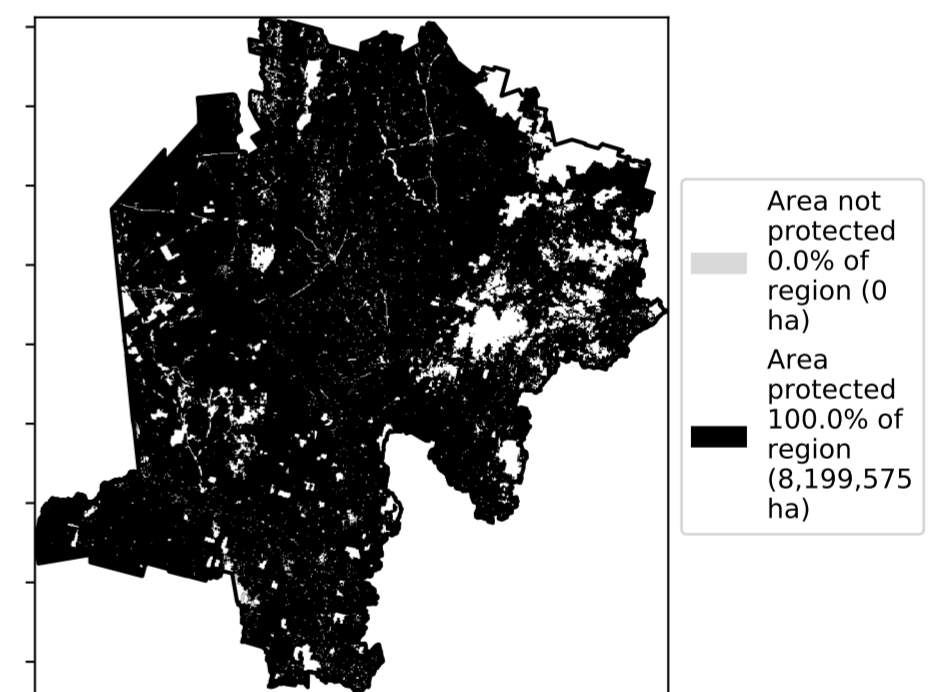 Area not
protected
0.0% of
region (0
ha)
Area
protected
100.0% of
region
(8,199,575
ha)